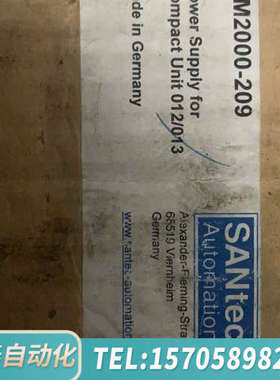 M2000-209
ower Supply for
ompact Unit 012/013
de in Germany
SANtec
Automation
Alexander-Fleming-Stra
68519 Viernheim
Germany
www.santec-automation
自动化
TEL:1570589882